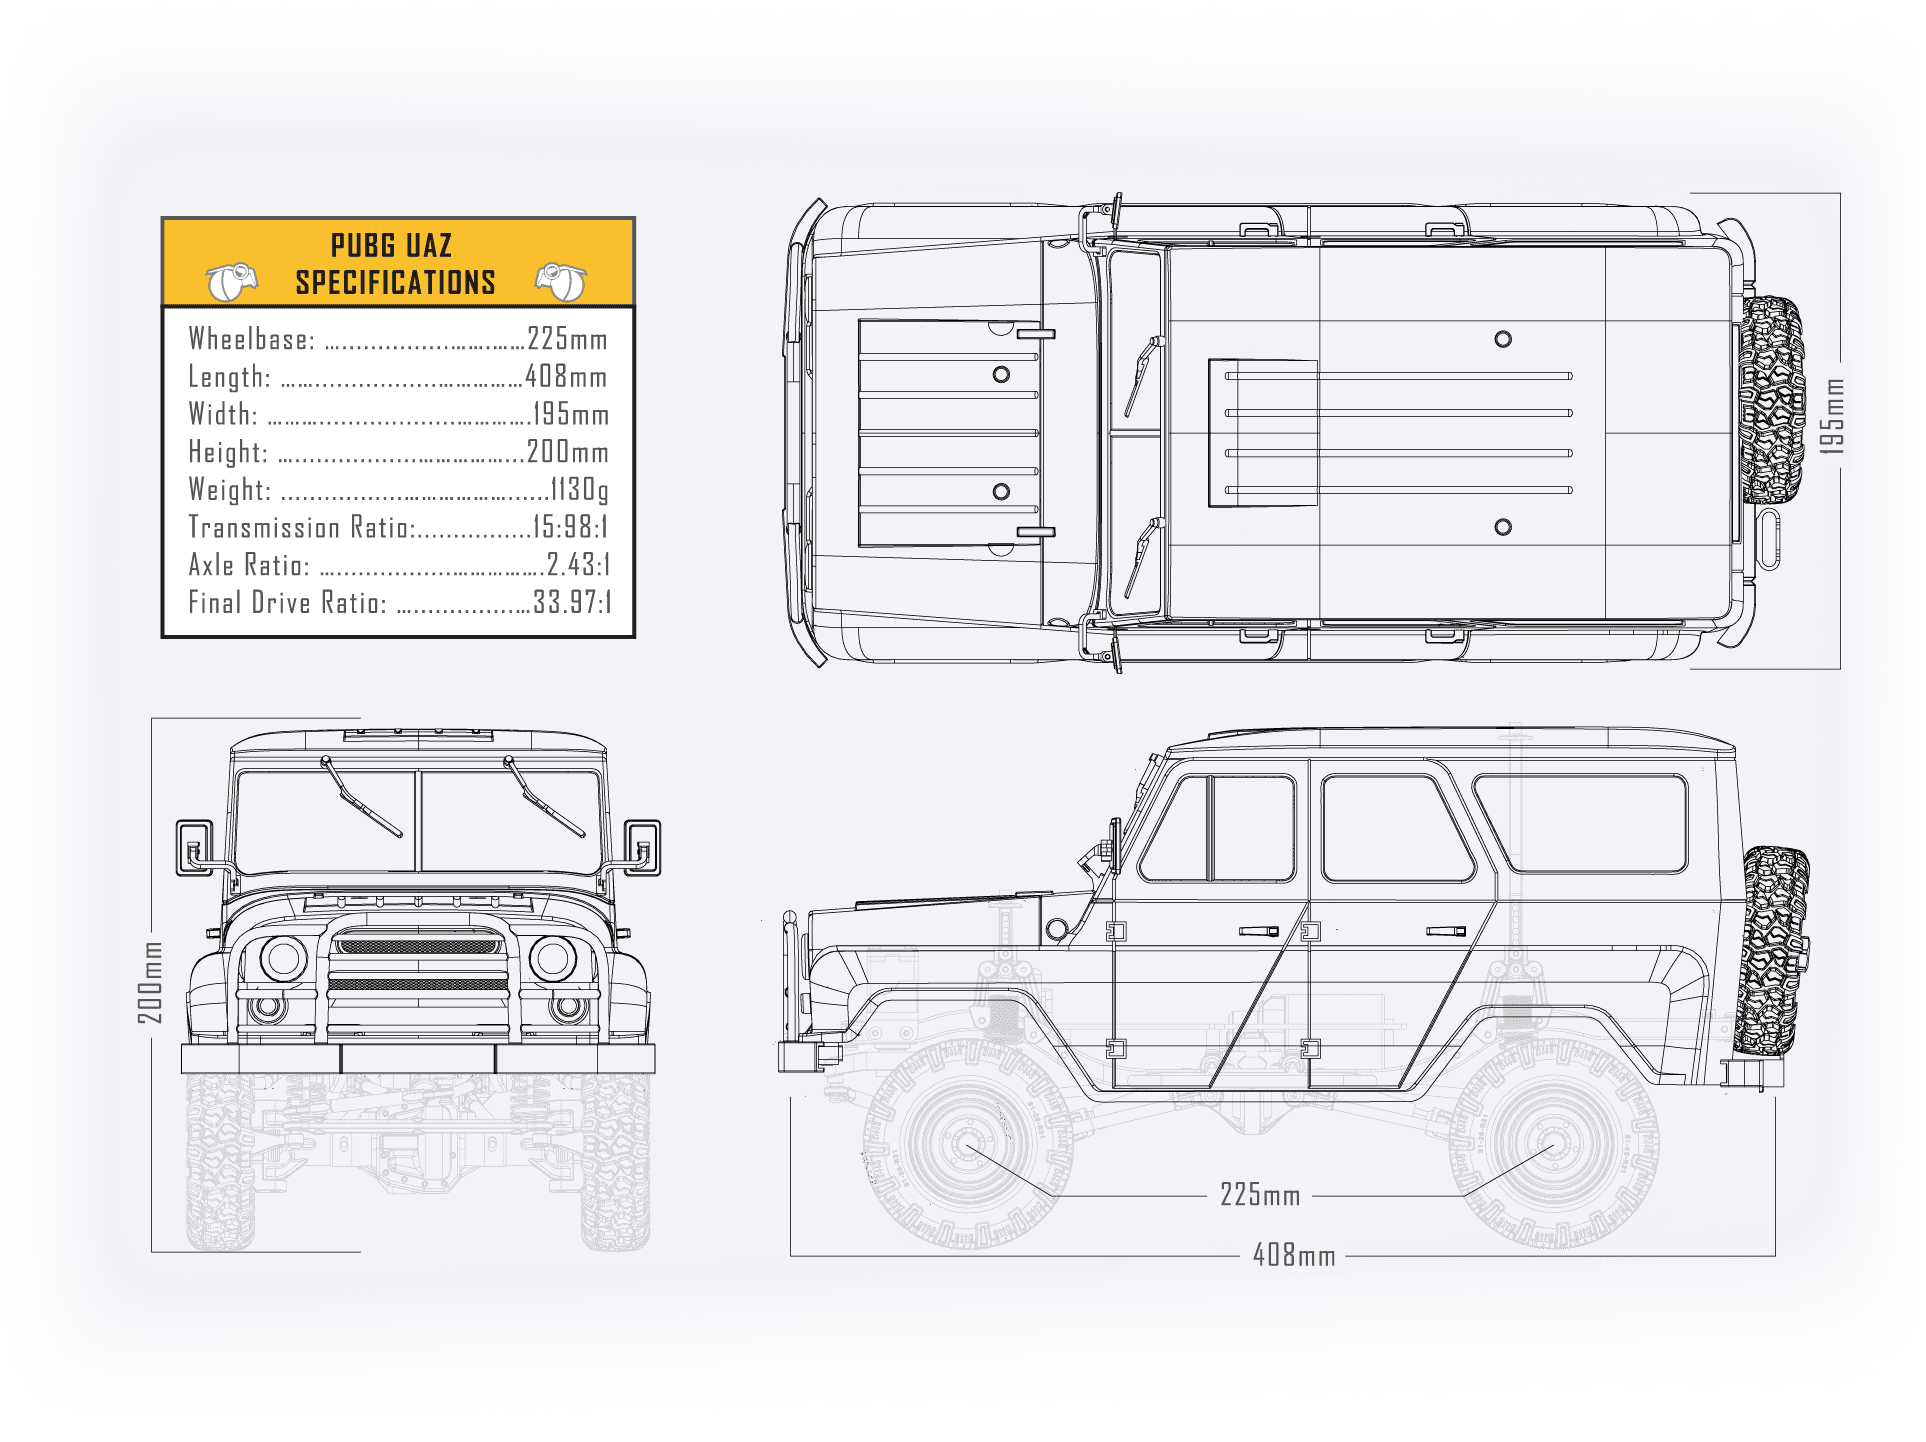 PUBG UAZ
SPECIFICATIONS
Wheelbase: ........................225mm
Length: ..............................408mm
Width: ................................195mm
Height: ..............................200mm
Weight: ................................1130g
Transmission Ratio:................15:98:1
Axle Ratio: ...........................2.43:1
Final Drive Ratio: ..................33.97:1
195mm
200mm
225mm
408mm